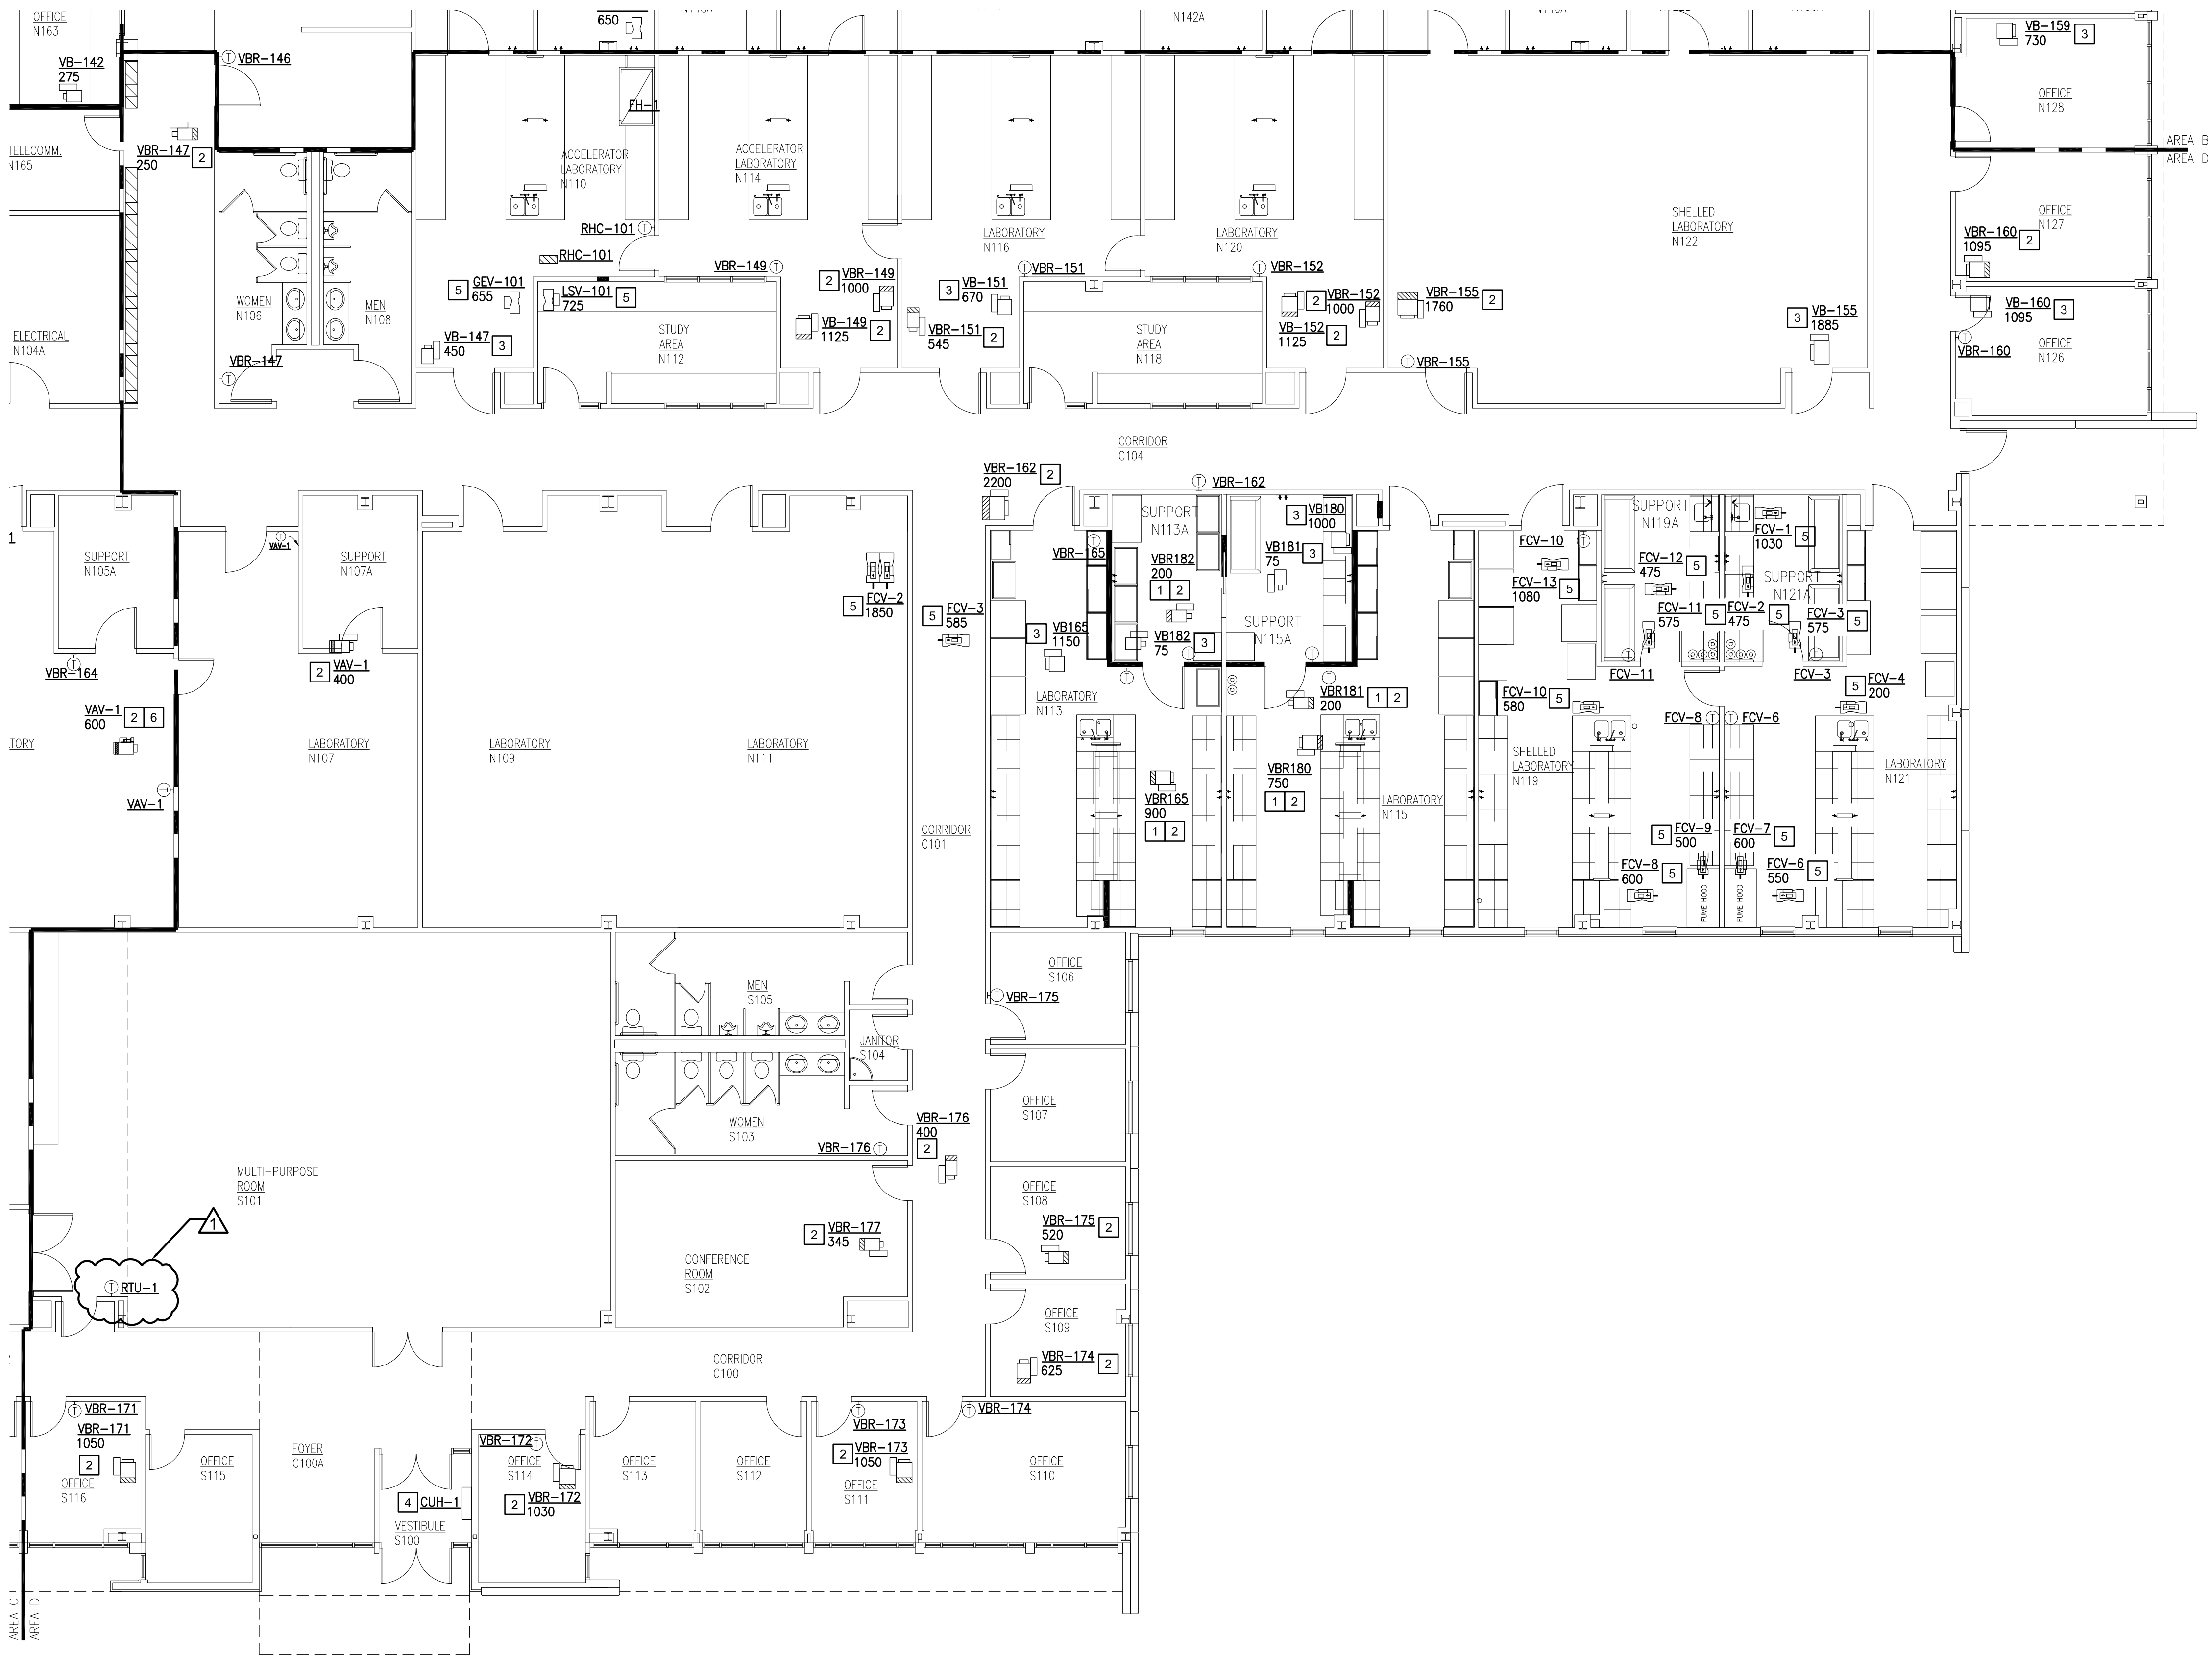 OFFICE
N163
650
N142A
VB-159
730
3
VB-142
275
VBR-146
FH-1
OFFICE
N128
AREA B
AREA D
TELECOMM.
N165
VBR-147
250
2
ACCELERATOR
LABORATORY
N110
ACCELERATOR
LABORATORY
N114
RHC-101
RHC-101
LABORATORY
N116
LABORATORY
N120
SHELLED
LABORATORY
N122
OFFICE
N127
VBR-160
1095
2
VBR-149
VBR-151
VBR-152
5
GEV-101
655
LSV-101
725
5
2
VBR-149
1000
3
VB-151
670
2
VBR-152
1000
VBR-155
1760
2
WOMEN
N106
MEN
N108
STUDY
AREA
N112
VB-149
1125
2
VBR-151
545
2
STUDY
AREA
N118
VB-152
1125
2
3
VB-155
1885
VB-160
1095
3
ELECTRICAL
N104A
VB-147
450
3
VBR-147
VBR-155
VBR-160
OFFICE
N126
CORRIDOR
C104
VBR-162
2200
2
VBR-162
SUPPORT
N105A
VAV-1
SUPPORT
N107A
SUPPORT
N113A
3
VB180
1000
SUPPORT
N119A
FCV-1
1030
5
VBR-165
VBR182
200
1 2
VB181
75
3
FCV-10
FCV-12
475
5
FCV-13
1080
5
SUPPORT
N121A
5
FCV-2
1850
5
FCV-3
585
3
VB165
1150
VB182
75
3
SUPPORT
N115A
FCV-11
575
5
FCV-2
475
5
FCV-3
575
5
VBR-164
2
VAV-1
400
FCV-11
FCV-3
5
FCV-4
200
VAV-1
600
2 6
LABORATORY
N113
VBR181
200
1 2
FCV-10
580
5
FCV-8
FCV-6
TORY
LABORATORY
N107
LABORATORY
N109
LABORATORY
N111
VBR180
750
1 2
SHELLED
LABORATORY
N119
LABORATORY
N121
VAV-1
VBR165
900
1 2
LABORATORY
N115
CORRIDOR
C101
5
FCV-9
500
FCV-7
600
5
FCV-8
600
5
FCV-6
550
5
FUME HOOD
FUME HOOD
OFFICE
S106
MEN
S105
VBR-175
JANITOR
S104
OFFICE
S107
WOMEN
S103
VBR-176
VBR-176
400
2
MULTI-PURPOSE
ROOM
S101
OFFICE
S108
1
2
VBR-177
345
VBR-175
520
2
CONFERENCE
ROOM
S102
RTU-1
OFFICE
S109
CORRIDOR
C100
VBR-174
625
2
VBR-171
VBR-171
1050
2
OFFICE
S116
OFFICE
S115
FOYER
C100A
VBR-172
OFFICE
S114
OFFICE
S113
OFFICE
S112
VBR-173
2
VBR-173
1050
OFFICE
S111
VBR-174
OFFICE
S110
4
CUH-1
2
VBR-172
1030
VESTIBULE
S100
AREA C
AREA D